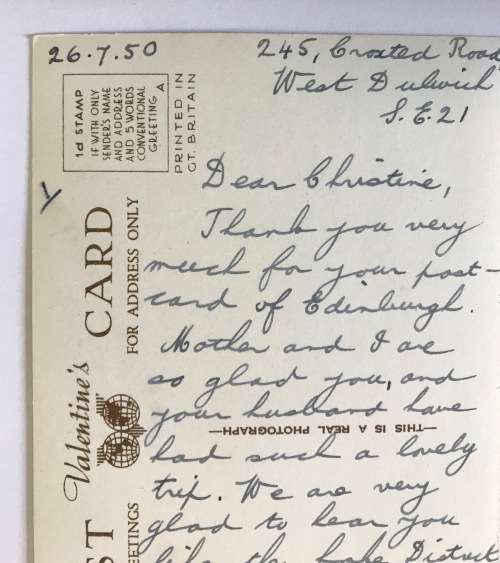 26.7.50
245, Croxted Road
West Dulwich
S.E.21
1d STAMP
IF WITH ONLY
SENDER'S NAME
AND ADDRESS
AND 5 WORDS
CONVENTIONAL
GREETING A
PRINTED IN
GT. BRITAIN
Dear Christine,
Thank you very
much for your post-
card of Edinburgh.
Mother and I are
so glad you, and
your husband have
had such a lovely
trip. We are very
glad to hear you
like the Lake District
Valentine's
CARD
FOR ADDRESS ONLY
—THIS IS A REAL PHOTOGRAPH—
ST
EETINGS